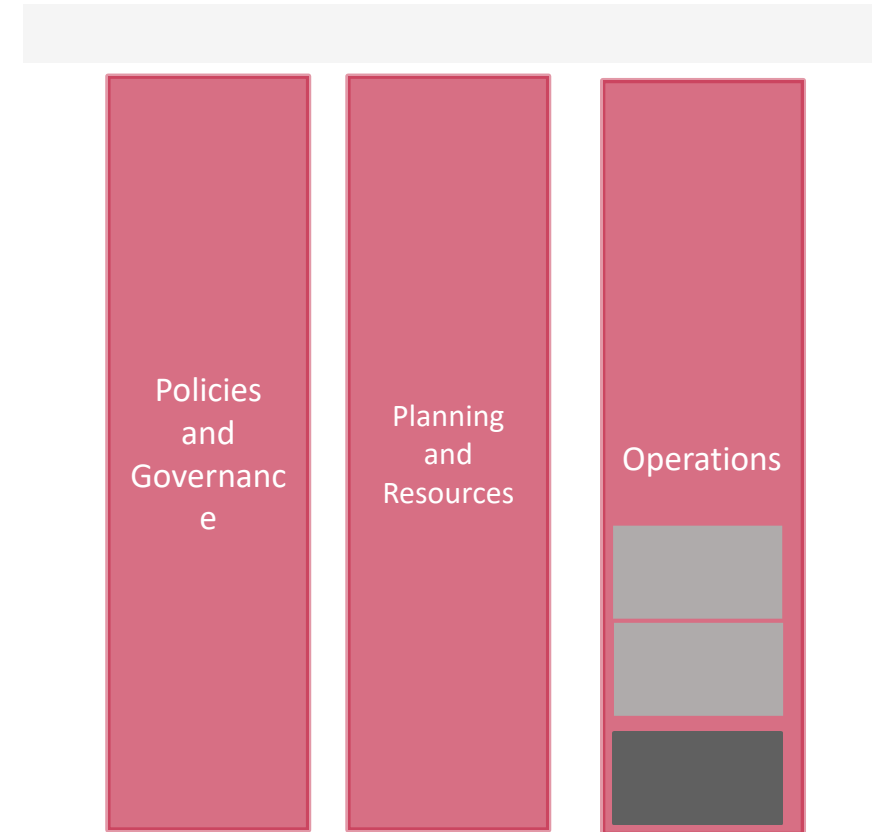 Policies
and
Governanc
e
Planning
and
Resources
Operations